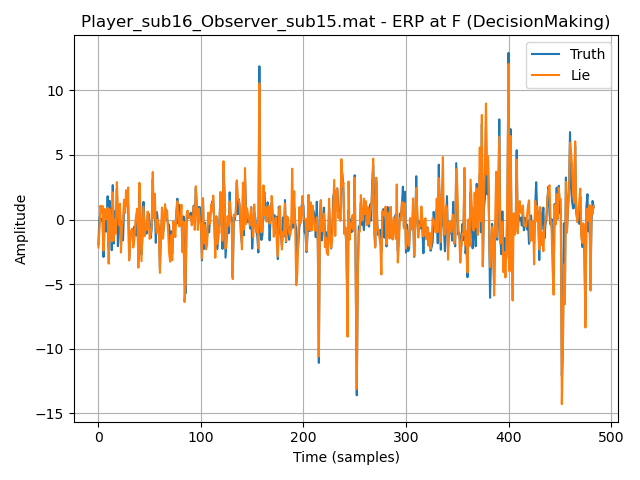 Player_sub16_Observer_sub15.mat - ERP at F (DecisionMaking)
Truth
Lie
10
5
0
−5
−10
−15
Amplitude
0 100 200 300 400 500
Time (samples)